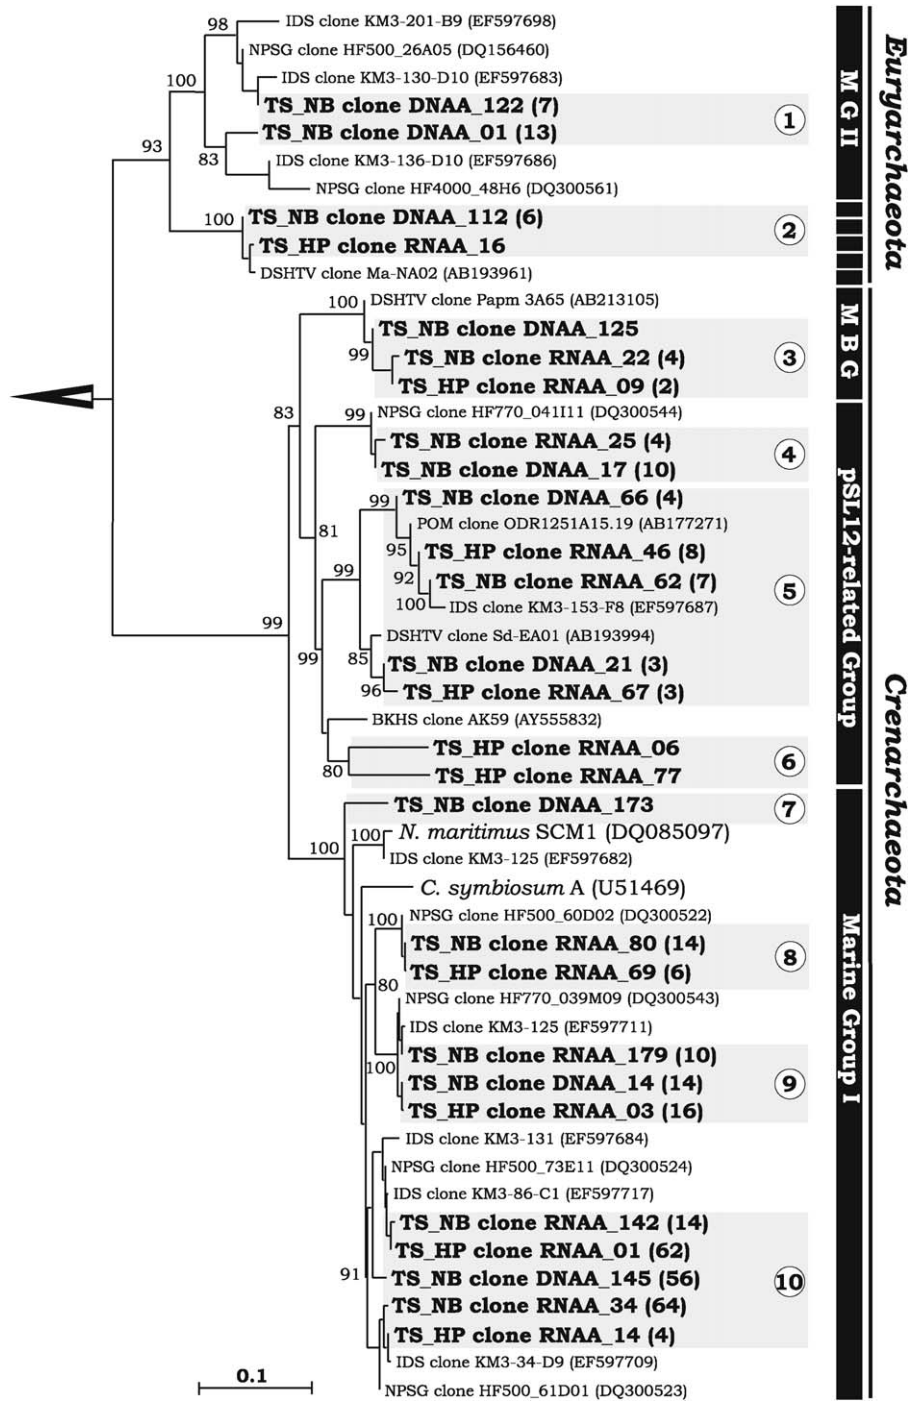 98
IDS clone KM3-201-B9 (EF597698)
NPSG clone HF500_26A05 (DQ156460)
100
IDS clone KM3-130-D10 (EF597683)
TS_NB clone DNAA_122 (7)
1
TS_NB clone DNAA_01 (13)
93
83
IDS clone KM3-136-D10 (EF597686)
NPSG clone HF4000_48H6 (DQ300561)
100
TS_NB clone DNAA_112 (6)
2
TS_HP clone RNAA_16
DSHTV clone Ma-NA02 (AB193961)
M G II
Euryarchaeota
100
DSHTV clone Papm 3A65 (AB213105)
TS_NB clone DNAA_125
99
TS_NB clone RNAA_22 (4)
3
TS_HP clone RNAA_09 (2)
M B G
83
99
NPSG clone HF770_041I11 (DQ300544)
TS_NB clone RNAA_25 (4)
4
TS_NB clone DNAA_17 (10)
99
TS_NB clone DNAA_66 (4)
81
POM clone ODR1251A15.19 (AB177271)
95
TS_HP clone RNAA_46 (8)
99
92
TS_NB clone RNAA_62 (7)
5
100
IDS clone KM3-153-F8 (EF597687)
99
DSHTV clone Sd-EA01 (AB193994)
99
85
TS_NB clone DNAA_21 (3)
96
TS_HP clone RNAA_67 (3)
BKHS clone AK59 (AY555832)
TS_HP clone RNAA_06
80
6
TS_HP clone RNAA_77
pSL12-related Group
TS_NB clone DNAA_173
7
100
100
N. maritimus SCM1 (DQ085097)
IDS clone KM3-125 (EF597682)
C. symbiosum A (U51469)
100
NPSG clone HF500_60D02 (DQ300522)
TS_NB clone RNAA_80 (14)
8
TS_HP clone RNAA_69 (6)
80
NPSG clone HF770_039M09 (DQ300543)
IDS clone KM3-125 (EF597711)
100
TS_NB clone RNAA_179 (10)
TS_NB clone DNAA_14 (14)
9
TS_HP clone RNAA_03 (16)
IDS clone KM3-131 (EF597684)
NPSG clone HF500_73E11 (DQ300524)
IDS clone KM3-86-C1 (EF597717)
TS_NB clone RNAA_142 (14)
TS_HP clone RNAA_01 (62)
91
TS_NB clone DNAA_145 (56)
10
TS_NB clone RNAA_34 (64)
TS_HP clone RNAA_14 (4)
IDS clone KM3-34-D9 (EF597709)
NPSG clone HF500_61D01 (DQ300523)
Marine Group I
Crenarchaeota
0.1